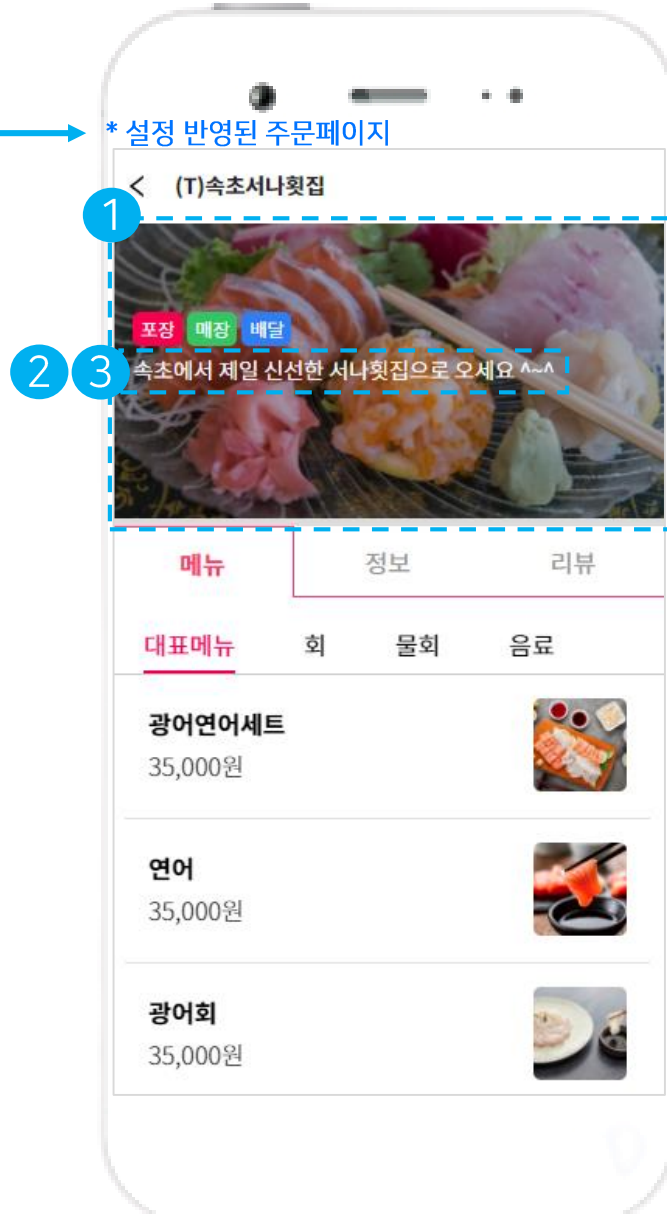 * 설정 반영된 주문페이지
< (T)속초서나횟집
1
포장 매장 배달
2 3 속초에서 제일 신선한 서나횟집으로 오세요 ^~^
메뉴 정보 리뷰
대표메뉴 회 물회 음료
광어연어세트
35,000원
연어
35,000원
광어회
35,000원